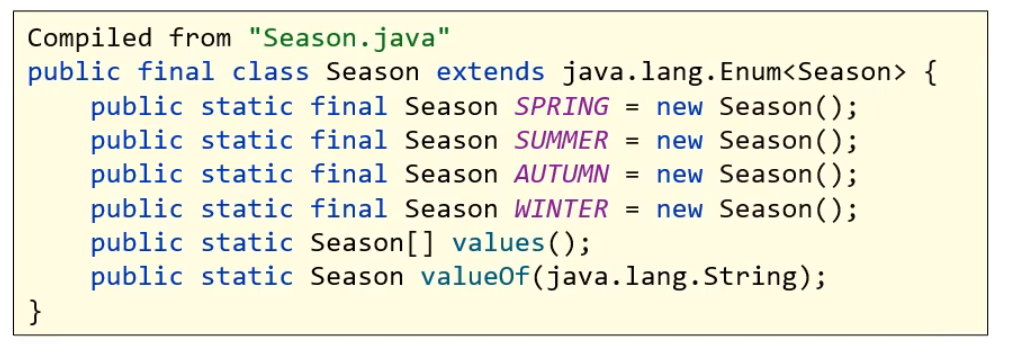 Compiled from "Season.java"
public final class Season extends java.lang.Enum<Season> {
    public static final Season SPRING = new Season();
    public static final Season SUMMER = new Season();
    public static final Season AUTUMN = new Season();
    public static final Season WINTER = new Season();
    public static Season[] values();
    public static Season valueOf(java.lang.String);
}